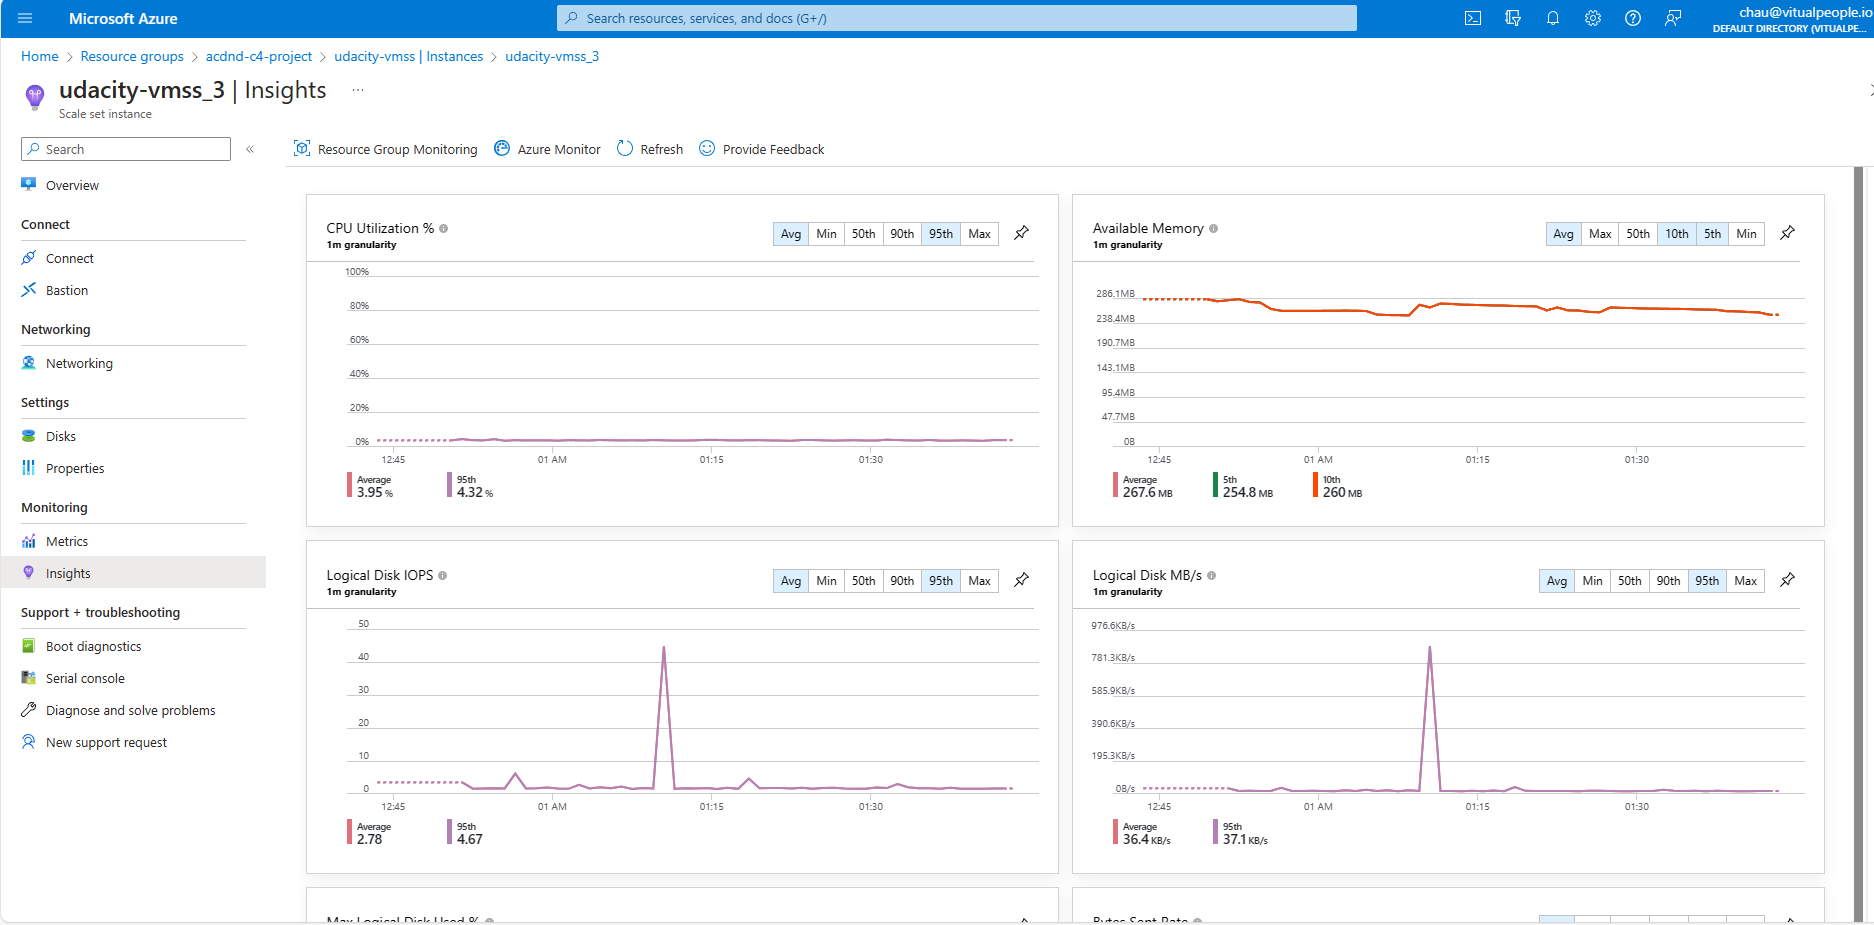 Microsoft Azure
Search resources, services, and docs (G+/)
chau@vitualpeople.io
DEFAULT DIRECTORY (VITUALPE...
Home > Resource groups > acdnd-c4-project > udacity-vmss | Instances > udacity-vmss_3
udacity-vmss_3 | Insights ...
Scale set instance
Search «
Overview
Connect
Connect
Bastion
Networking
Networking
Settings
Disks
Properties
Monitoring
Metrics
Insights
Support + troubleshooting
Boot diagnostics
Serial console
Diagnose and solve problems
New support request
Resource Group Monitoring Azure Monitor Refresh Provide Feedback
CPU Utilization %
1m granularity
Avg Min 50th 90th 95th Max
100%
80%
60%
40%
20%
0%
12:45 01 AM 01:15 01:30
Average 95th
3.95 % 4.32 %
Available Memory
1m granularity
Avg Max 50th 10th 5th Min
286.1MB
238.4MB
190.7MB
143.1MB
95.4MB
47.7MB
0B
12:45 01 AM 01:15 01:30
Average 5th 10th
267.6 MB 254.8 MB 260 MB
Logical Disk IOPS
1m granularity
Avg Min 50th 90th 95th Max
50
40
30
20
10
0
12:45 01 AM 01:15 01:30
Average 95th
2.78 4.67
Logical Disk MB/s
1m granularity
Avg Min 50th 90th 95th Max
976.6KB/s
781.3KB/s
585.9KB/s
390.6KB/s
195.3KB/s
0B/s
12:45 01 AM 01:15 01:30
Average 95th
36.4 KB/s 37.1 KB/s
Max Logical Disk Used %
Bytes Sent Rate